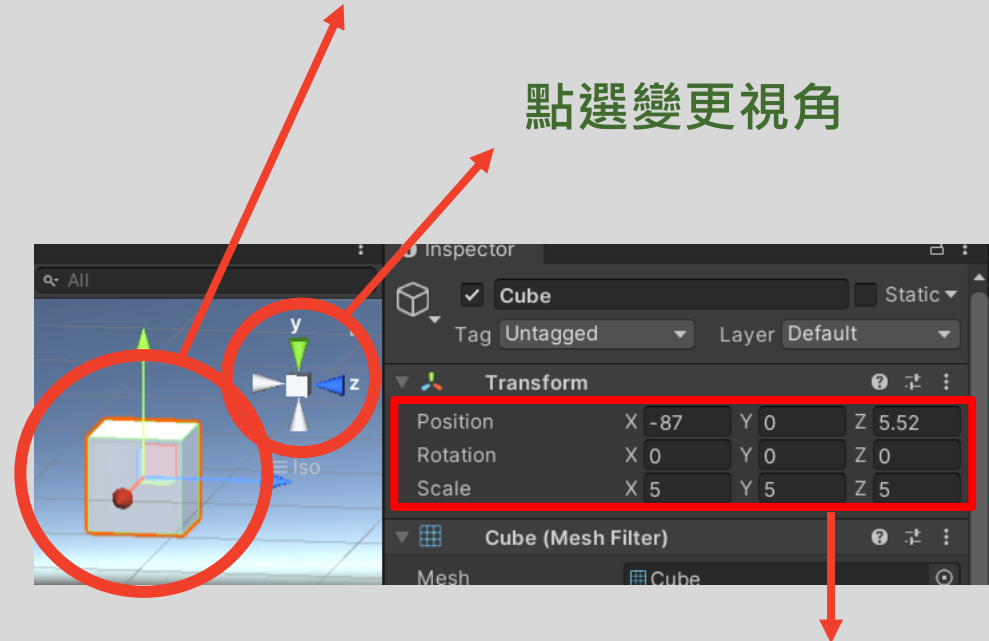 點選變更視角
Inspector
All
Cube
Static
Tag Untagged
Layer Default
y
z
Iso
Transform
Position X -87 Y 0 Z 5.52
Rotation X 0 Y 0 Z 0
Scale X 5 Y 5 Z 5
Cube (Mesh Filter)
Mesh Cube